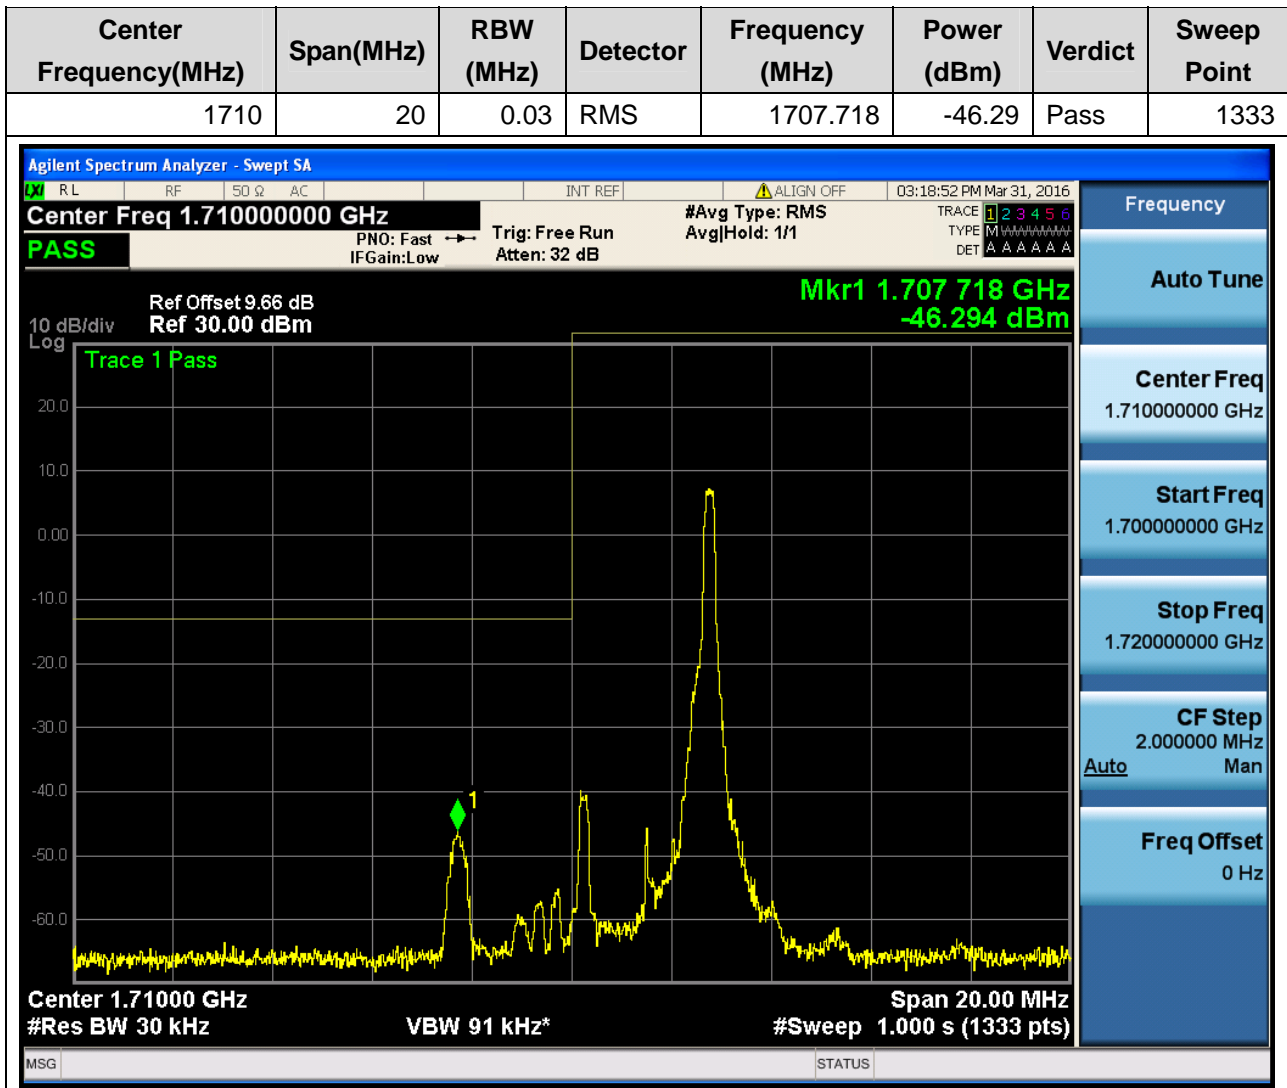 Center Frequency(MHz) Span(MHz) RBW (MHz) Detector Frequency (MHz) Power (dBm) Verdict Sweep Point
1710 20 0.03 RMS 1707.718 -46.29 Pass 1333
Agilent Spectrum Analyzer - Swept SA
LXI RL RF 50 Ω AC INT REF ALIGN OFF 03:18:52 PM Mar 31, 2016
Center Freq 1.710000000 GHz
PASS
PNO: Fast
IFGain:Low
Trig: Free Run
Atten: 32 dB
#Avg Type: RMS
Avg|Hold: 1/1
TRACE 1 2 3 4 5 6
TYPE M WWWWW
DET A A A A A A
Mkr1 1.707 718 GHz
-46.294 dBm
Ref Offset 9.66 dB
10 dB/div Ref 30.00 dBm
Log
Trace 1 Pass
20.0
10.0
0.00
-10.0
-20.0
-30.0
-40.0
1
-50.0
-60.0
Center 1.71000 GHz Span 20.00 MHz
#Res BW 30 kHz VBW 91 kHz* #Sweep 1.000 s (1333 pts)
MSG STATUS
Frequency
Auto Tune
Center Freq
1.710000000 GHz
Start Freq
1.700000000 GHz
Stop Freq
1.720000000 GHz
CF Step
2.000000 MHz
Auto Man
Freq Offset
0 Hz